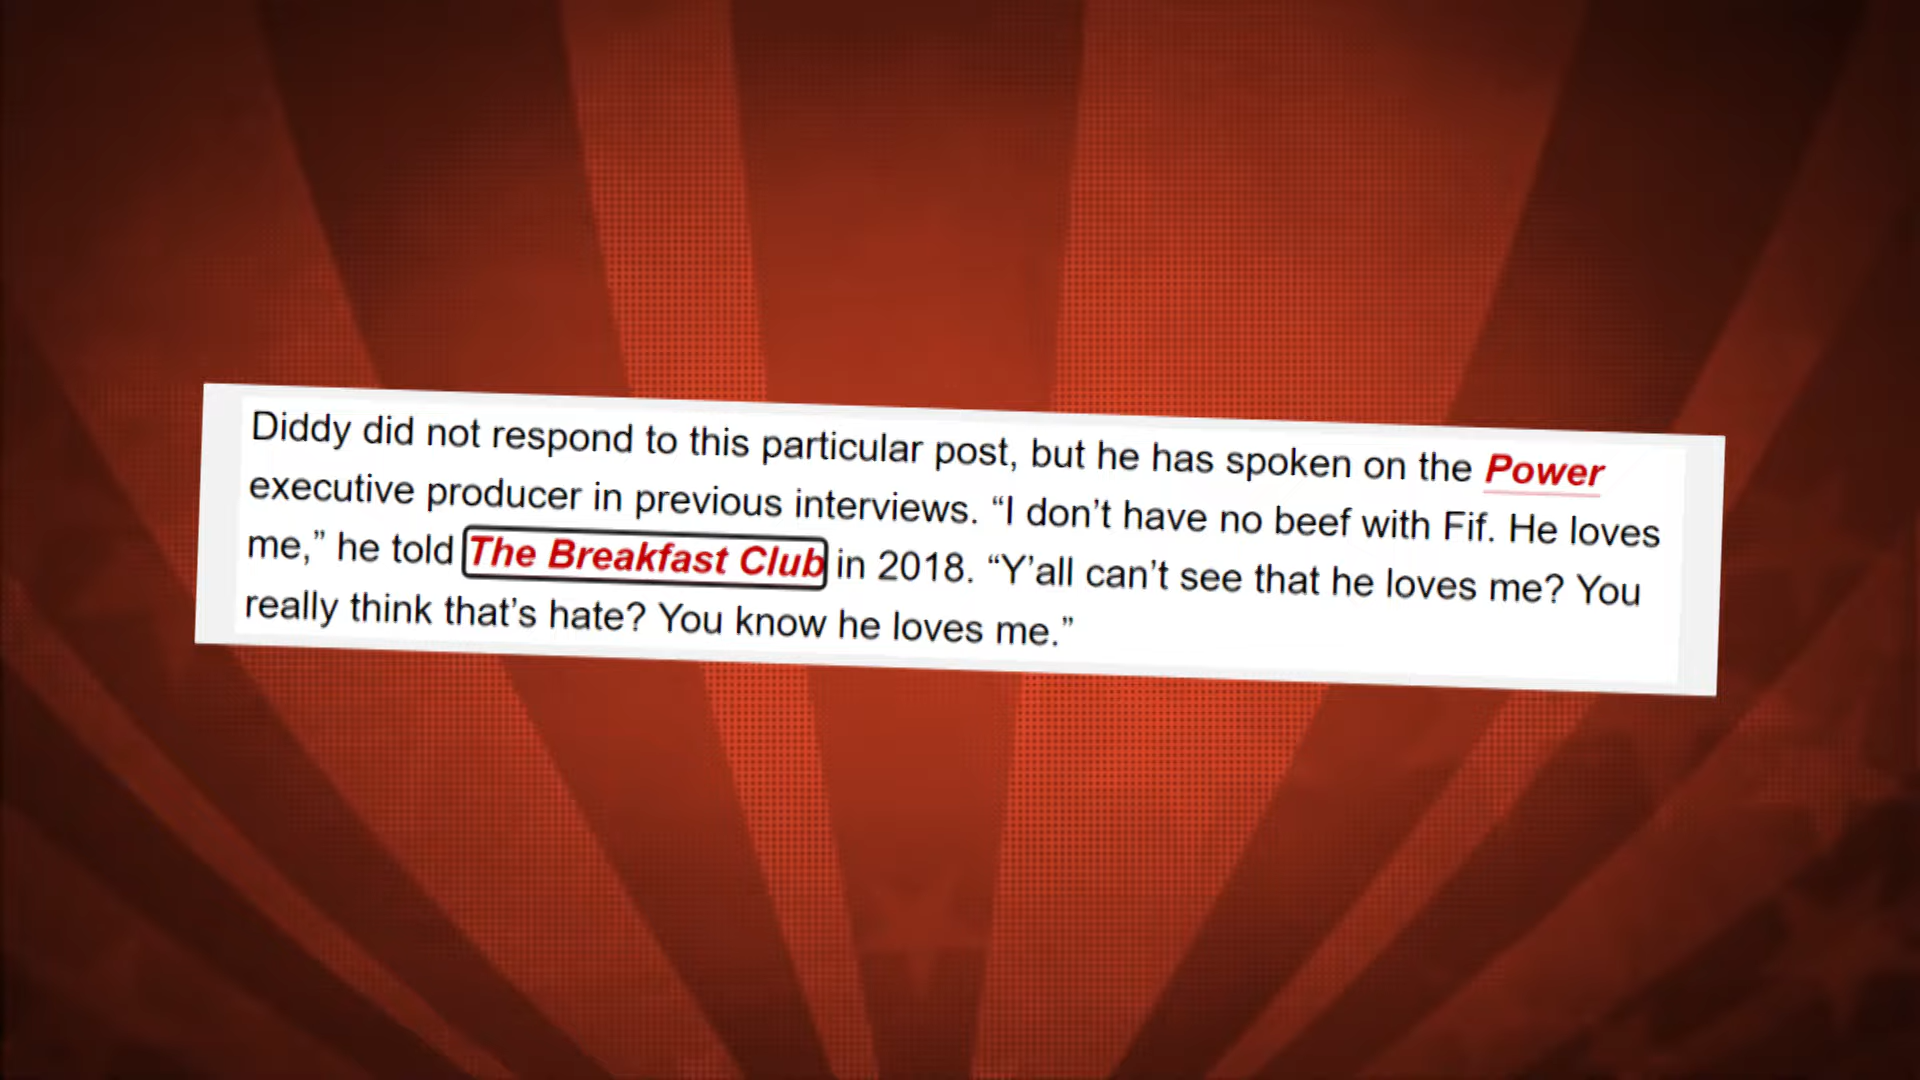 Diddy did not respond to this particular post, but he has spoken on the Power
executive producer in previous interviews. “I don’t have no beef with Fif. He loves
me,” he told The Breakfast Club in 2018. “Y’all can’t see that he loves me? You
really think that’s hate? You know he loves me.”